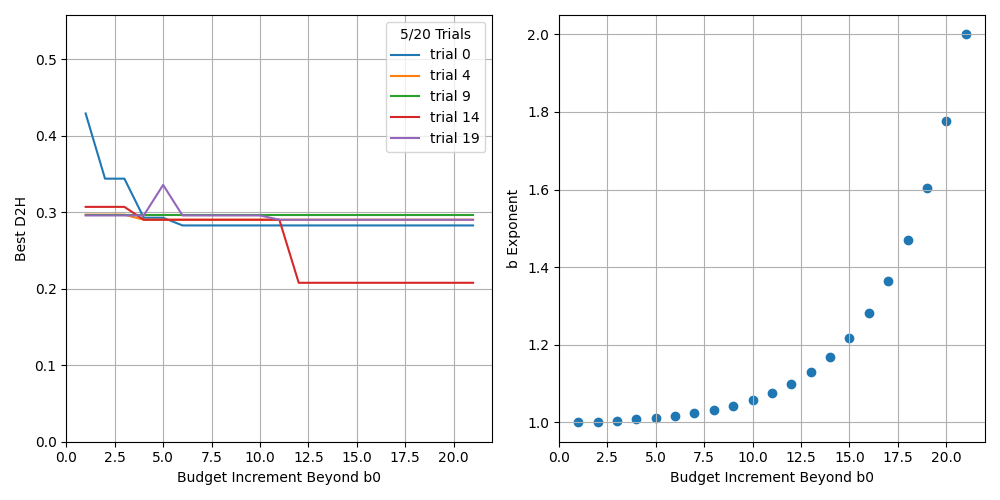 5/20 Trials
trial 0
trial 4
trial 9
trial 14
trial 19
Best D2H
0.5
0.4
0.3
0.2
0.1
0.0
0.0 2.5 5.0 7.5 10.0 12.5 15.0 17.5 20.0
Budget Increment Beyond b0
b Exponent
2.0
1.8
1.6
1.4
1.2
1.0
0.0 2.5 5.0 7.5 10.0 12.5 15.0 17.5 20.0
Budget Increment Beyond b0